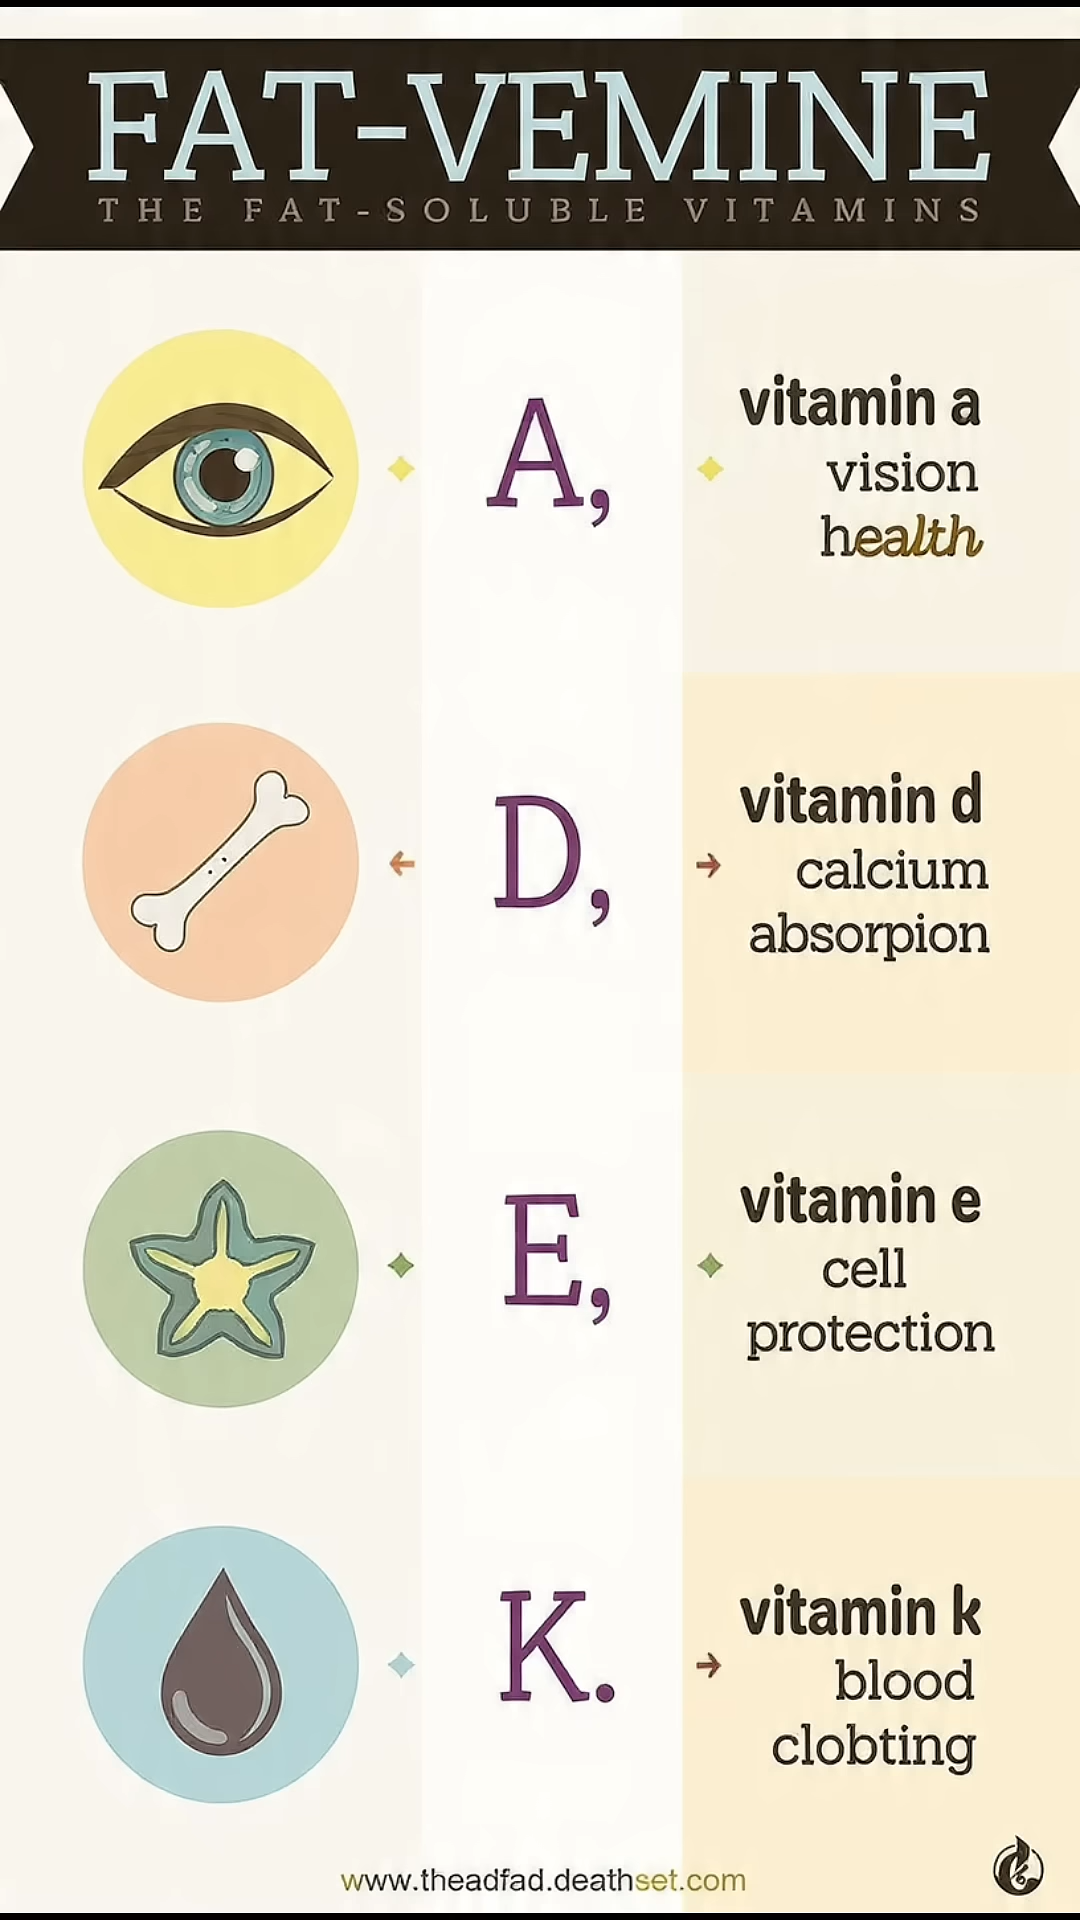 FAT-VEMINE
THE FAT-SOLUBLE VITAMINS
A,
vitamin a
vision
health
D,
vitamin d
calcium
absorpion
E,
vitamin e
cell
protection
K.
vitamin k
blood
clobting
www.theadfad.deathset.com